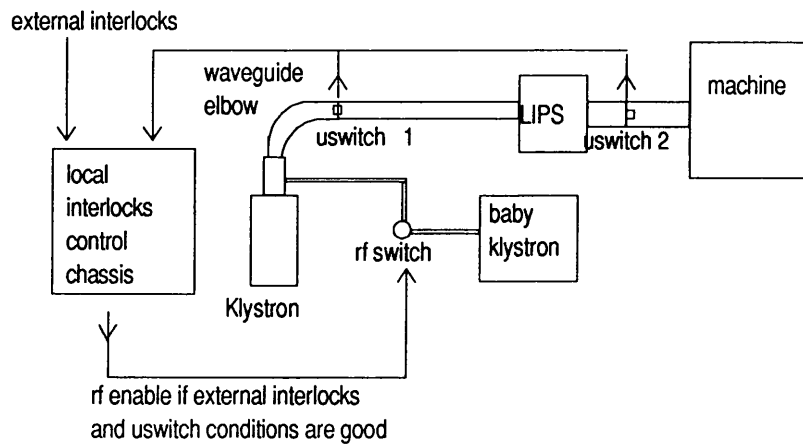 external interlocks
waveguide
elbow
LIPS
machine
uswitch 1
uswitch 2
local
interlocks
control
chassis
baby
klystron
rf switch
Klystron
rf enable if external interlocks
and uswitch conditions are good